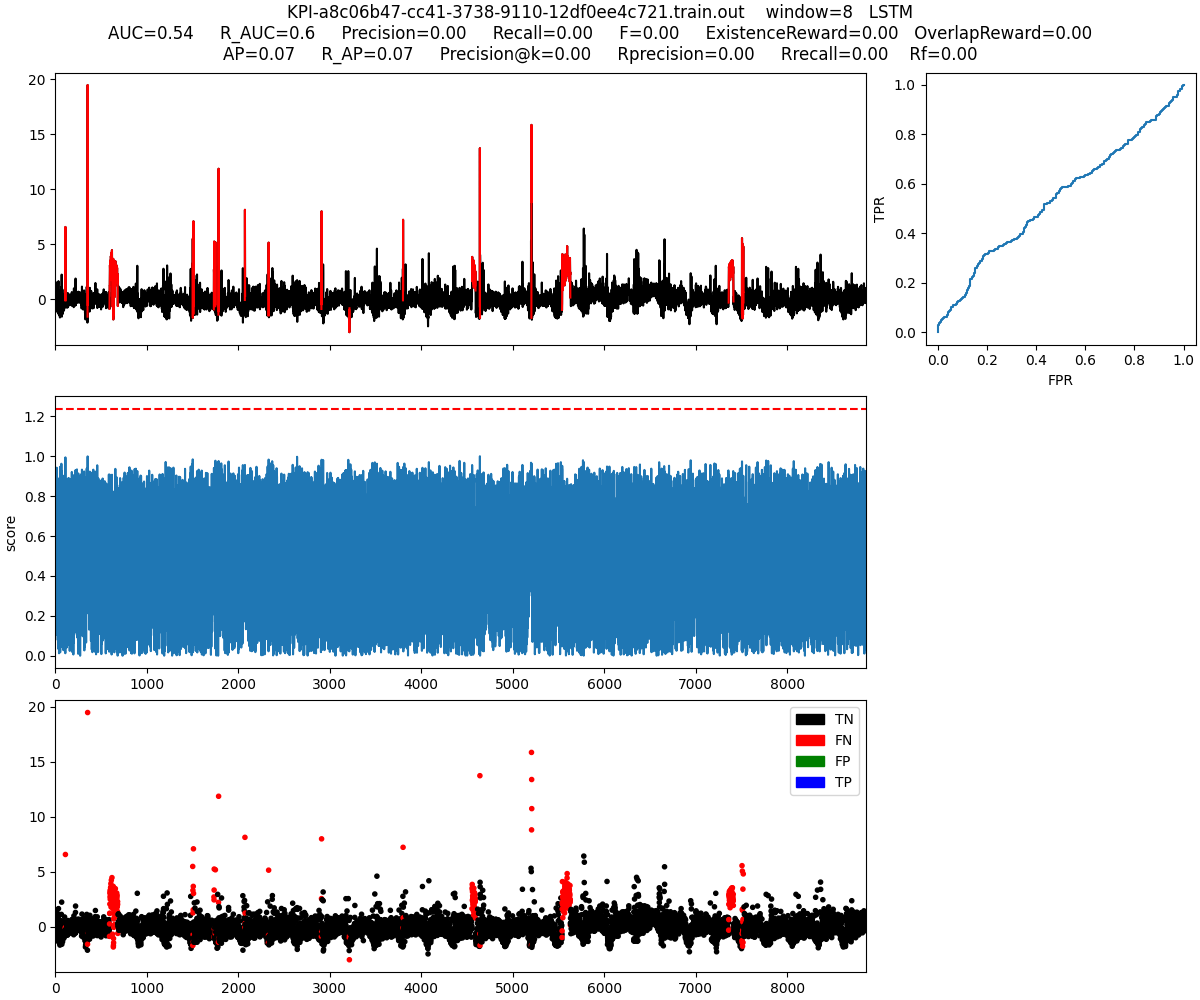 KPI-a8c06b47-cc41-3738-9110-12df0ee4c721.train.out window=8 LSTM
AUC=0.54 R_AUC=0.6 Precision=0.00 Recall=0.00 F=0.00 ExistenceReward=0.00 OverlapReward=0.00
AP=0.07 R_AP=0.07 Precision@k=0.00 Rprecision=0.00 Rrecall=0.00 Rf=0.00
20
15
10
5
0
1.0
0.8
0.6
0.4
0.2
0.0
TPR
0.0 0.2 0.4 0.6 0.8 1.0
FPR
1.2
1.0
0.8
0.6
0.4
0.2
0.0
score
0 1000 2000 3000 4000 5000 6000 7000 8000
20
15
10
5
0
TN
FN
FP
TP
0 1000 2000 3000 4000 5000 6000 7000 8000